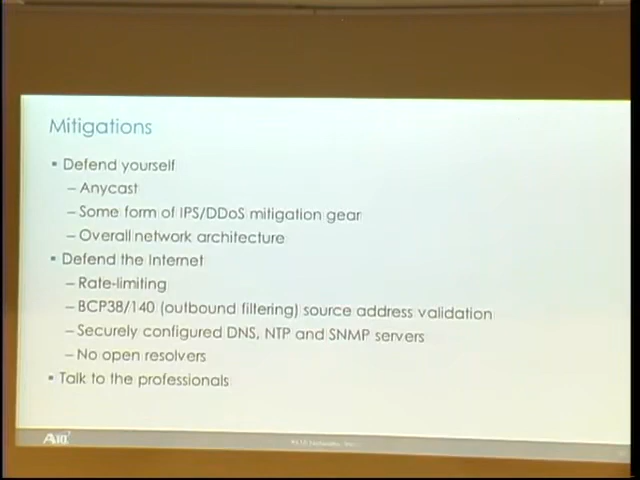 Mitigations
▪ Defend yourself
– Anycast
– Some form of IPS/DDoS mitigation gear
– Overall network architecture
▪ Defend the Internet
– Rate-limiting
– BCP38/140 (outbound filtering) source address validation
– Securely configured DNS, NTP and SNMP servers
– No open resolvers
▪ Talk to the professionals
A10